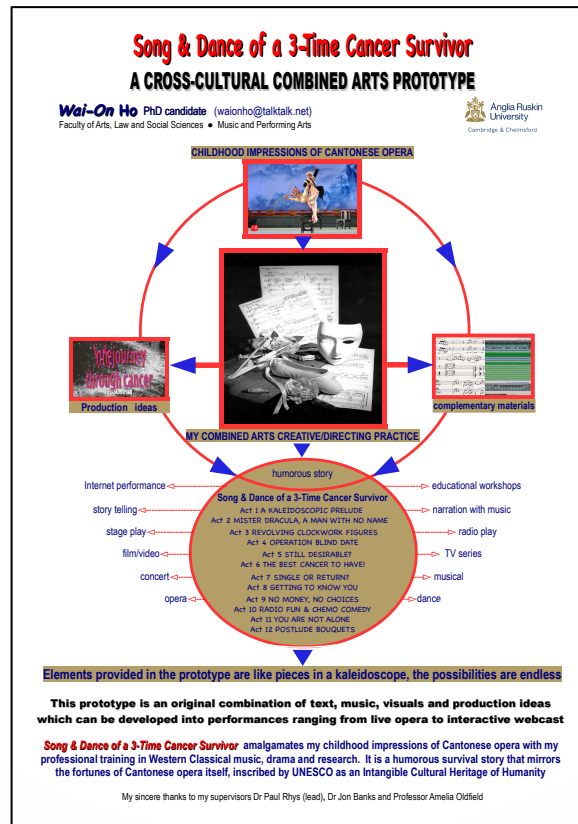 Song & Dance of a 3-Time Cancer Survivor
A CROSS-CULTURAL COMBINED ARTS PROTOTYPE
Wai-On Ho PhD candidate (waionho@talktalk.net)
Faculty of Arts, Law and Social Sciences ● Music and Performing Arts
Anglia Ruskin
University
Cambridge & Chelmsford
CHILDHOOD IMPRESSIONS OF CANTONESE OPERA
The journey
through cancer
Production ideas
complementary materials
MY COMBINED ARTS CREATIVE/DIRECTING PRACTICE
humorous story
Internet performance
story telling
stage play
film/video
concert
opera
Song & Dance of a 3-Time Cancer Survivor
Act 1 A KALEIDOSCOPIC PRELUDE
Act 2 MISTER DRACULA, A MAN WITH NO NAME
Act 3 REVOLVING CLOCKWORK FIGURES
Act 4 OPERATION BLIND DATE
Act 5 STILL DESIRABLE?
Act 6 THE BEST CANCER TO HAVE!
Act 7 SINGLE OR RETURN?
Act 8 GETTING TO KNOW YOU
Act 9 NO MONEY, NO CHOICES
Act 10 RADIO FUN & CHEMO COMEDY
Act 11 YOU ARE NOT ALONE
Act 12 POSTLUDE BOUQUETS
educational workshops
narration with music
radio play
TV series
musical
dance
Elements provided in the prototype are like pieces in a kaleidoscope, the possibilities are endless
This prototype is an original combination of text, music, visuals and production ideas
which can be developed into performances ranging from live opera to interactive webcast
Song & Dance of a 3-Time Cancer Survivor amalgamates my childhood impressions of Cantonese opera with my
professional training in Western Classical music, drama and research. It is a humorous survival story that mirrors
the fortunes of Cantonese opera itself, inscribed by UNESCO as an Intangible Cultural Heritage of Humanity
My sincere thanks to my supervisors Dr Paul Rhys (lead), Dr Jon Banks and Professor Amelia Oldfield